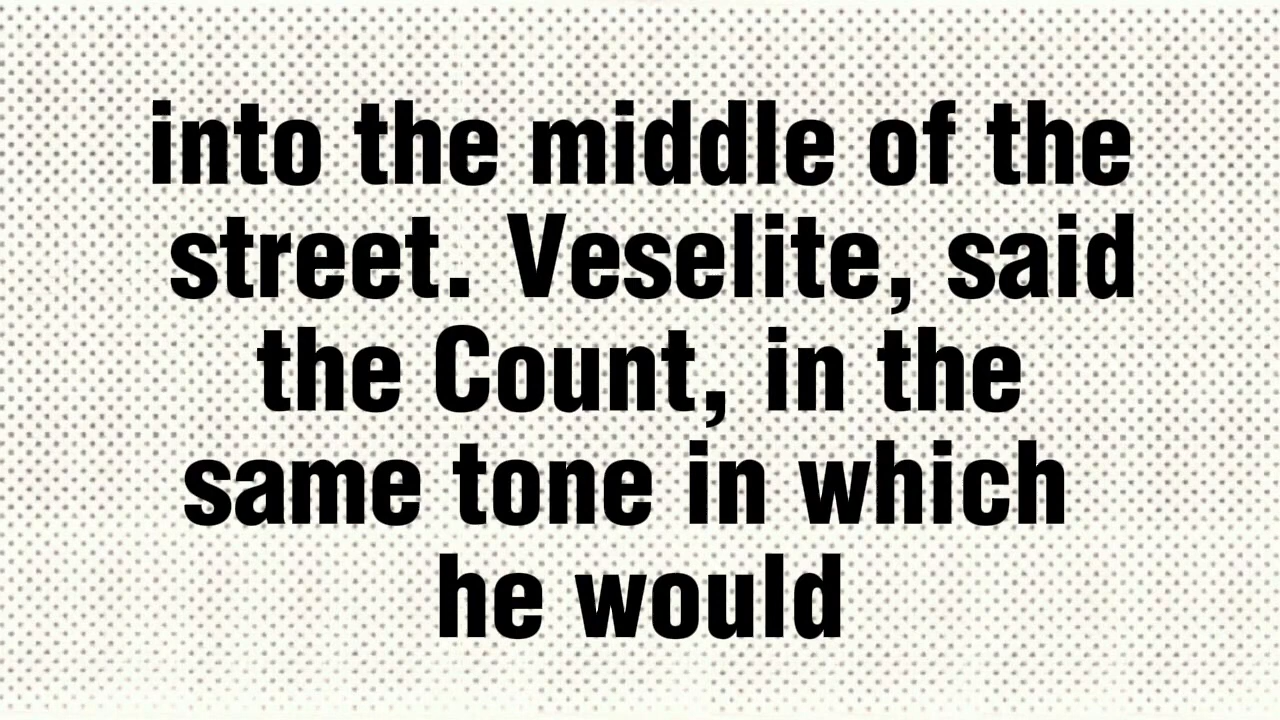 into the middle of the
street. Veselite, said
the Count, in the
same tone in which
he would